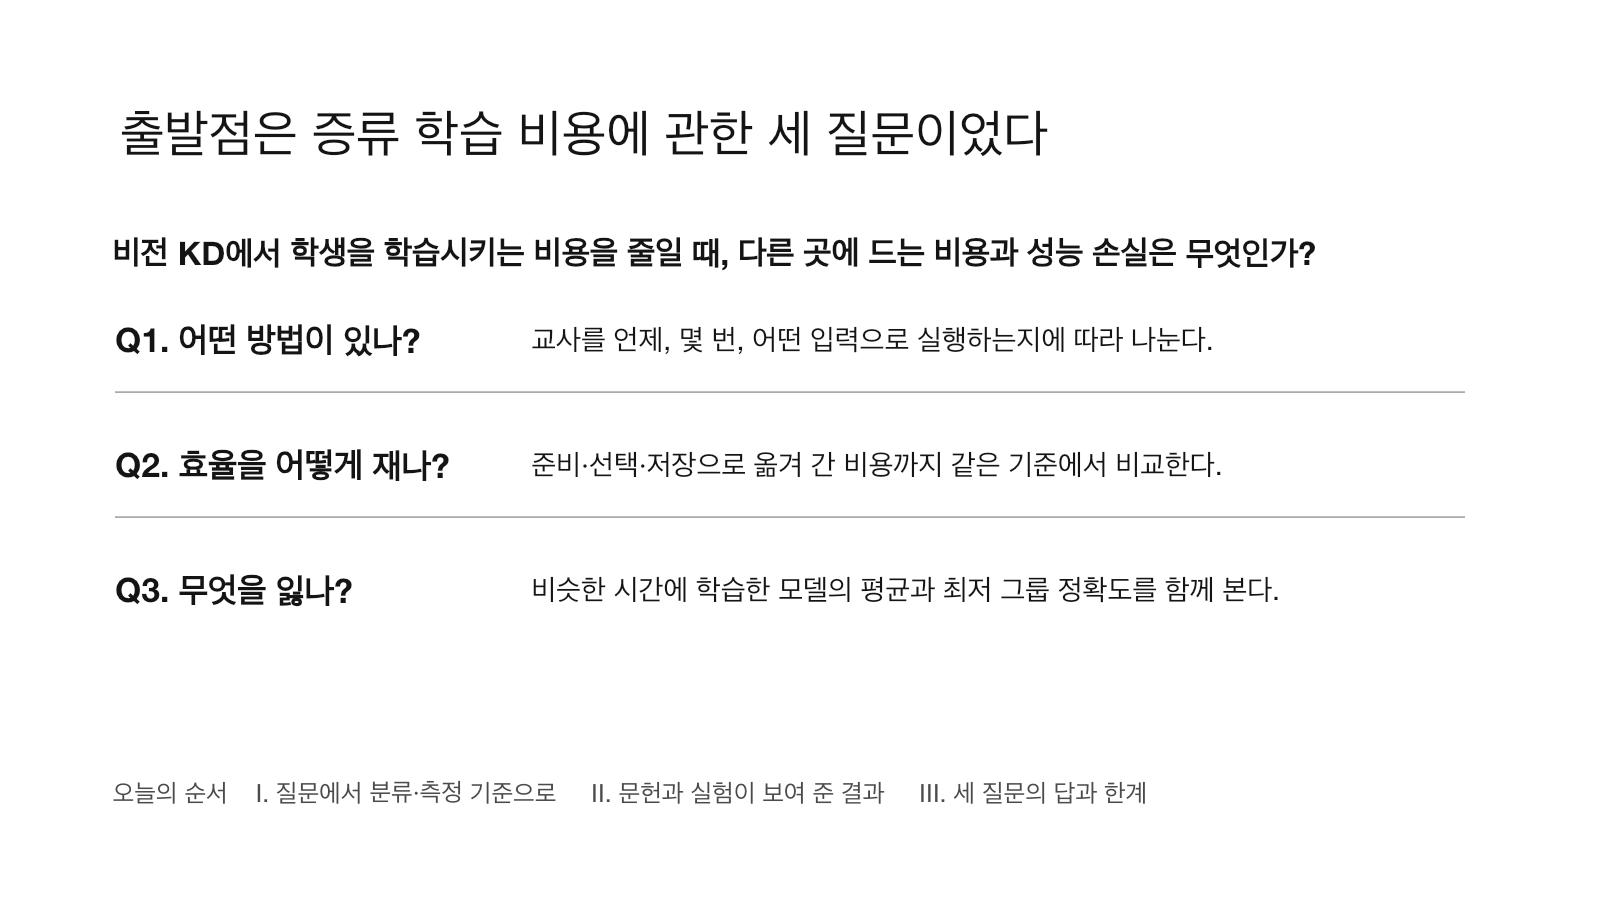 출발점은 증류 학습 비용에 관한 세 질문이었다
비전 KD에서 학생을 학습시키는 비용을 줄일 때, 다른 곳에 드는 비용과 성능 손실은 무엇인가?
Q1. 어떤 방법이 있나? 교사를 언제, 몇 번, 어떤 입력으로 실행하는지에 따라 나눈다.
Q2. 효율을 어떻게 재나? 준비·선택·저장으로 옮겨 간 비용까지 같은 기준에서 비교한다.
Q3. 무엇을 잃나? 비슷한 시간에 학습한 모델의 평균과 최저 그룹 정확도를 함께 본다.
오늘의 순서 I. 질문에서 분류·측정 기준으로 II. 문헌과 실험이 보여 준 결과 III. 세 질문의 답과 한계